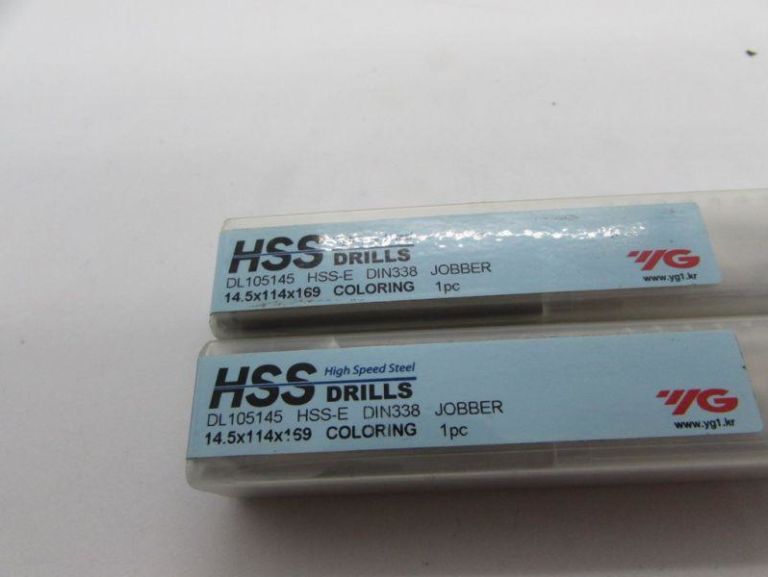 HSS
DRILLS
DL105145 HSS-E DIN338 JOBBER
14.5x114x169 COLORING 1pc
YG
www.yg1.kr
HSS High Speed Steel
DRILLS
DL105145 HSS-E DIN338 JOBBER
14.5x114x169 COLORING 1pc
YG
www.yg1.kr